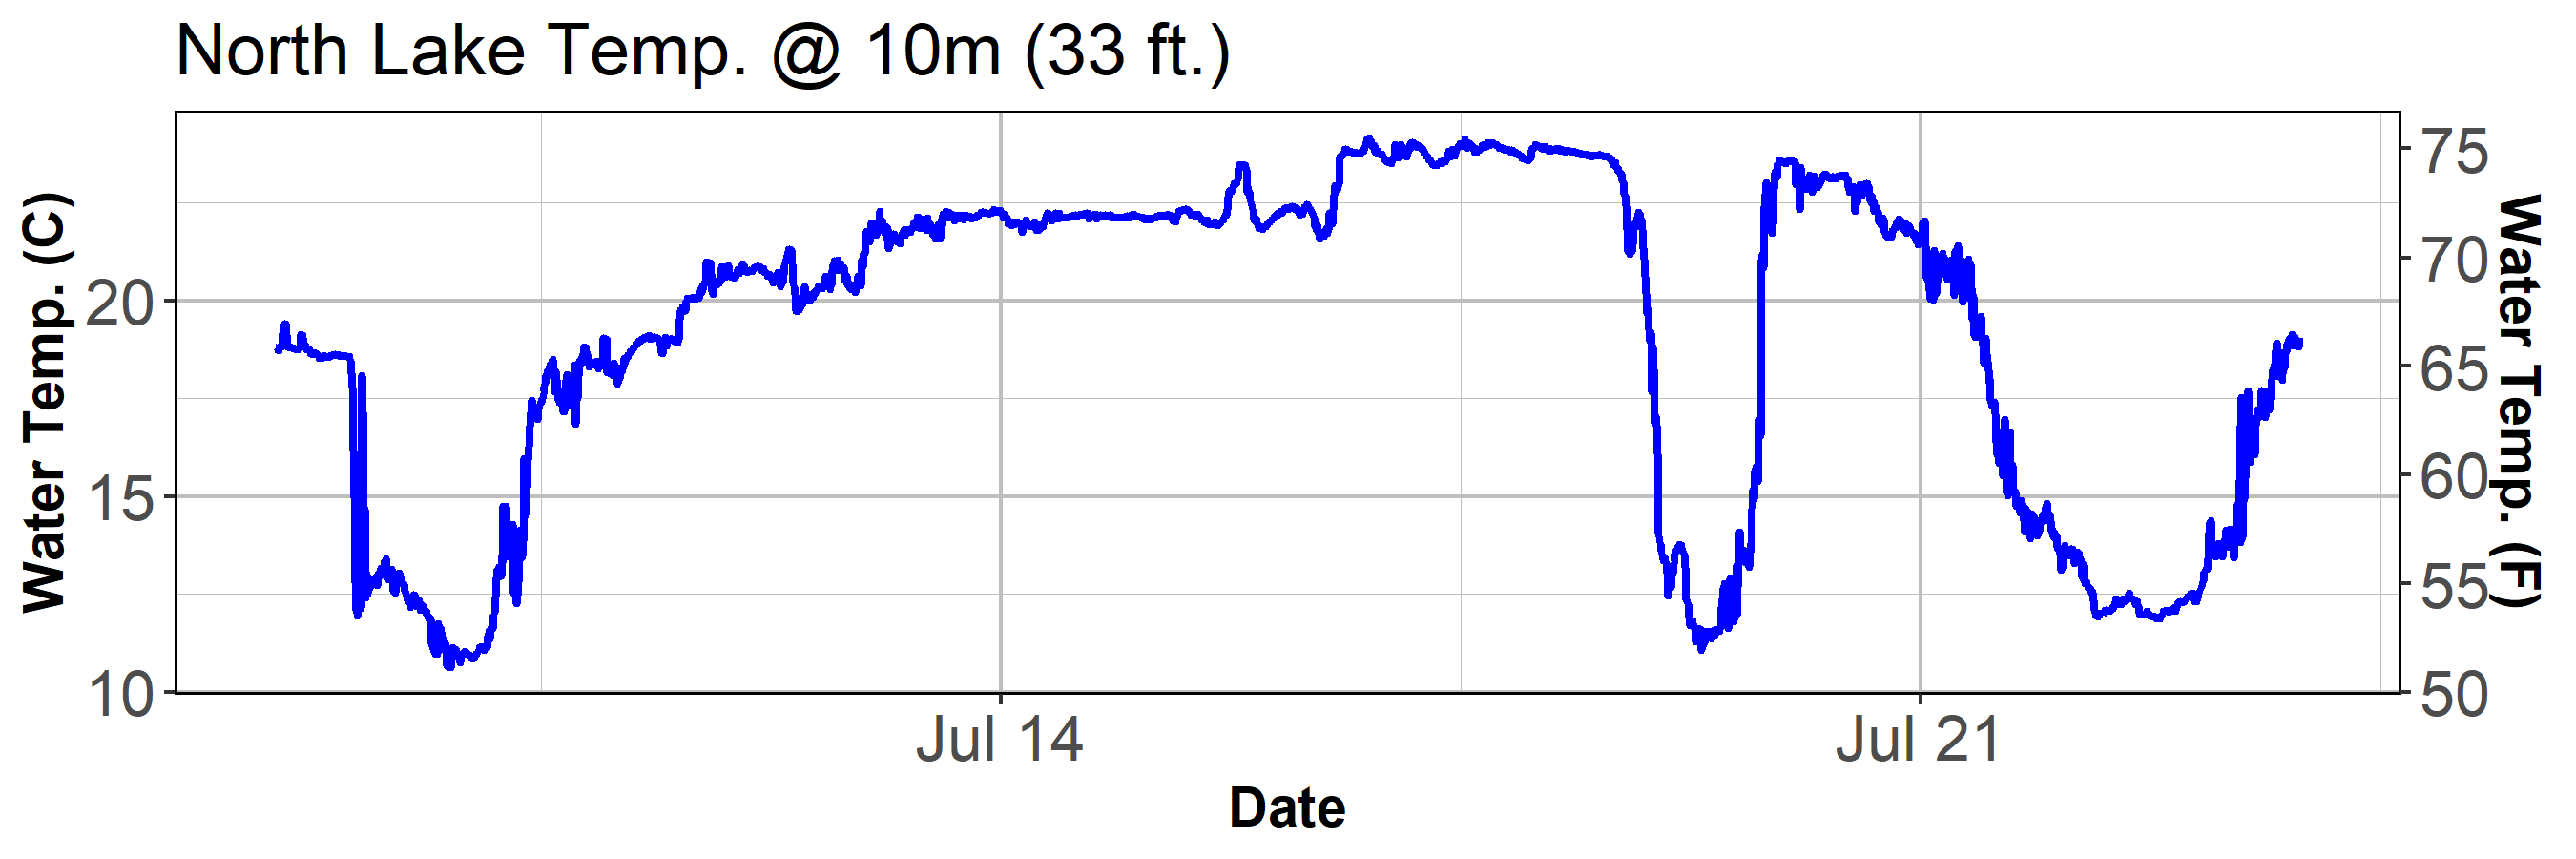 North Lake Temp. @ 10m (33 ft.)
Water Temp. (C)
20
15
10
75
70
65
60
55
50
Water Temp. (F)
Jul 14
Jul 21
Date